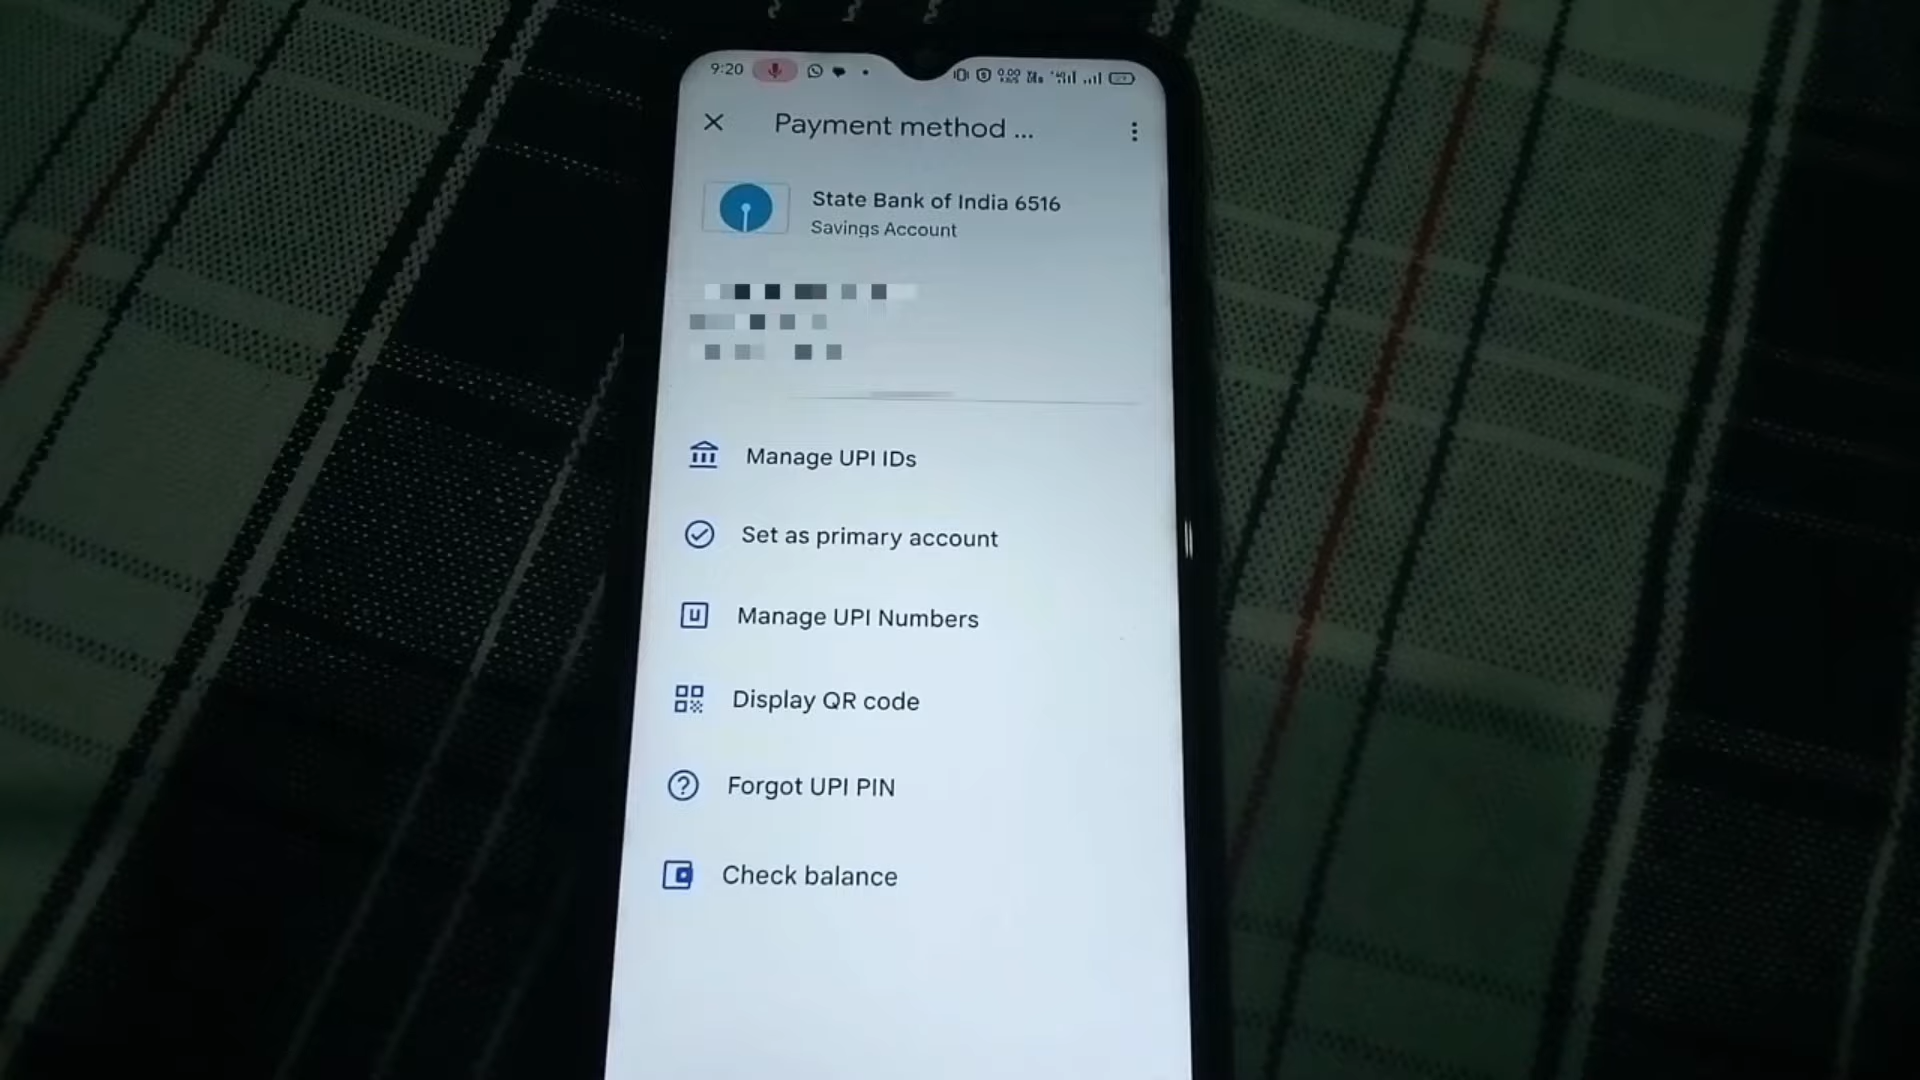 9:20
Payment method ...
State Bank of India 6516
Savings Account
Manage UPI IDs
Set as primary account
Manage UPI Numbers
Display QR code
Forgot UPI PIN
Check balance